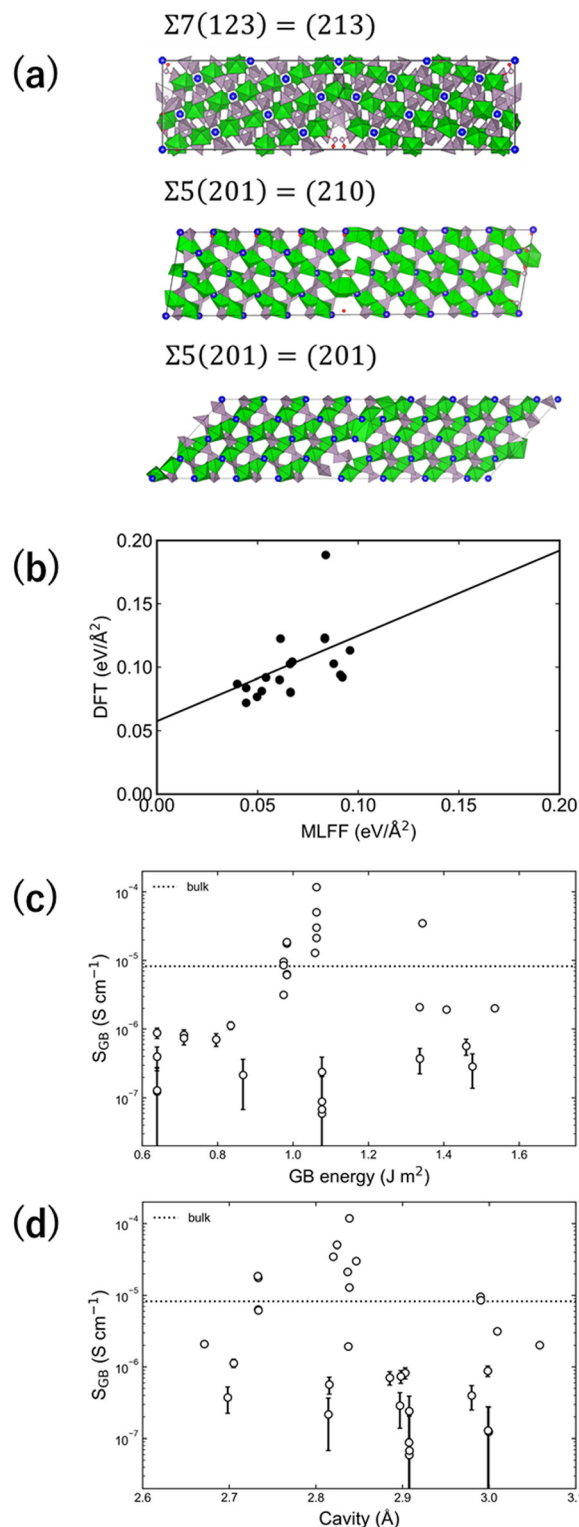 Σ7(123) = (213)
(a)
Σ5(201) = (210)
Σ5(201) = (201)
(b)
0.20
0.15
0.10
0.05
0.00
DFT (eV/Å²)
0.00 0.05 0.10 0.15 0.20
MLFF (eV/Å²)
(c)
bulk
10⁻⁴
10⁻⁵
10⁻⁶
10⁻⁷
S_GB (S cm⁻¹)
0.6 0.8 1.0 1.2 1.4 1.6
GB energy (J m²)
(d)
bulk
10⁻⁴
10⁻⁵
10⁻⁶
10⁻⁷
S_GB (S cm⁻¹)
2.6 2.7 2.8 2.9 3.0 3.1
Cavity (Å)